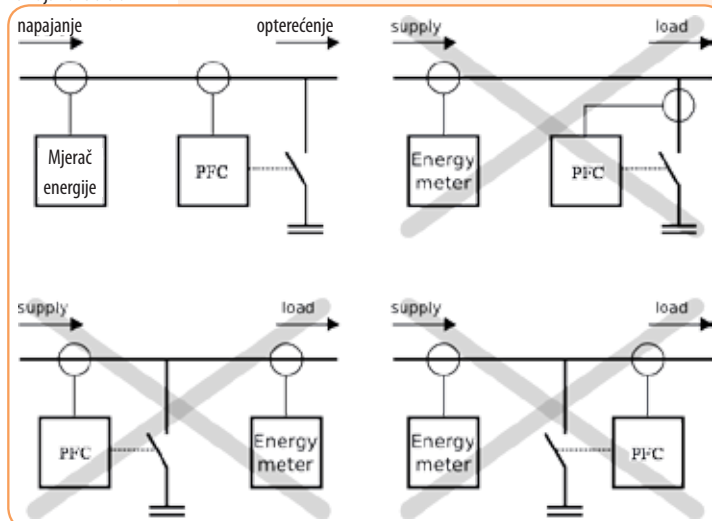 napajanje opterećenje
Mjerač
energije
PFC
supply load
Energy
meter
PFC
supply load
PFC
Energy
meter
supply load
Energy
meter
PFC